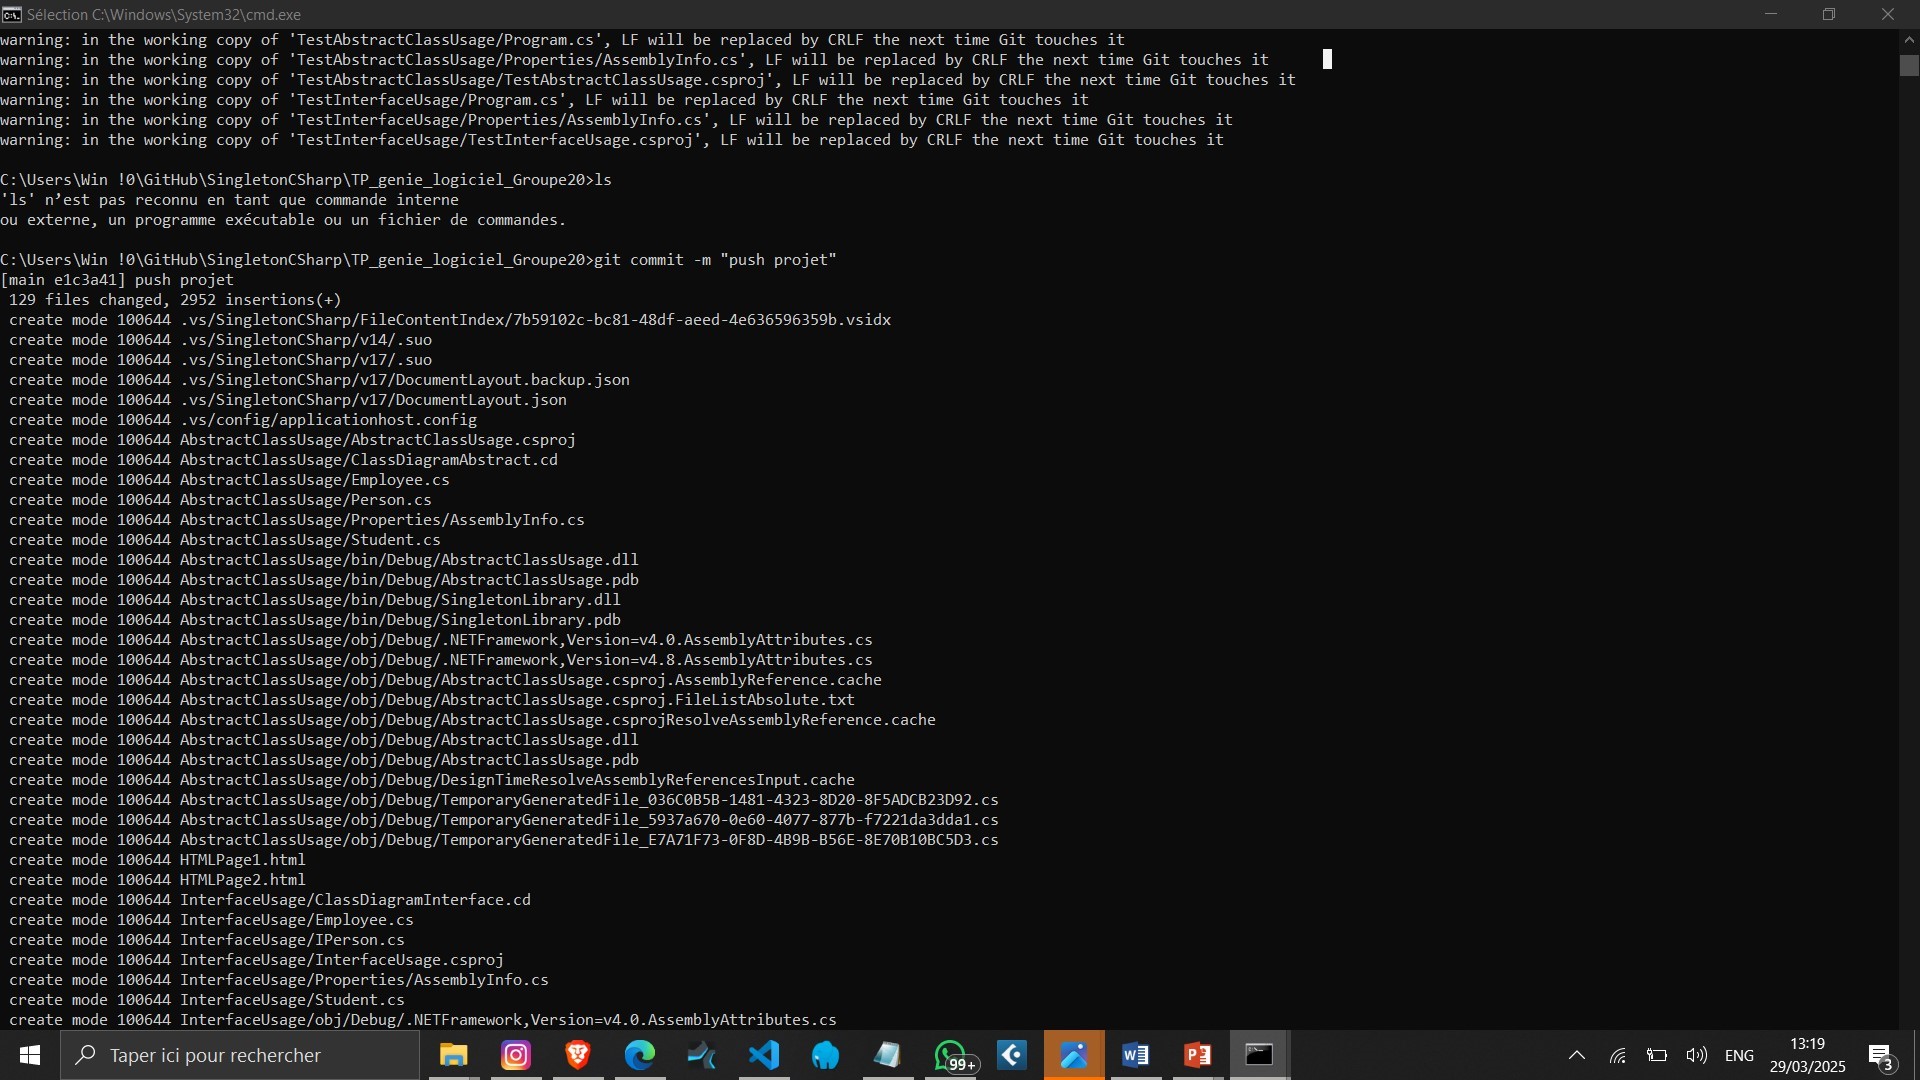 Sélection C:\Windows\System32\cmd.exe
warning: in the working copy of 'TestAbstractClassUsage/Program.cs', LF will be replaced by CRLF the next time Git touches it
warning: in the working copy of 'TestAbstractClassUsage/Properties/AssemblyInfo.cs', LF will be replaced by CRLF the next time Git touches it
warning: in the working copy of 'TestAbstractClassUsage/TestAbstractClassUsage.csproj', LF will be replaced by CRLF the next time Git touches it
warning: in the working copy of 'TestInterfaceUsage/Program.cs', LF will be replaced by CRLF the next time Git touches it
warning: in the working copy of 'TestInterfaceUsage/Properties/AssemblyInfo.cs', LF will be replaced by CRLF the next time Git touches it
warning: in the working copy of 'TestInterfaceUsage/TestInterfaceUsage.csproj', LF will be replaced by CRLF the next time Git touches it
C:\Users\Win !0\GitHub\SingletonCSharp\TP_genie_logiciel_Groupe20>ls
'ls' n’est pas reconnu en tant que commande interne
ou externe, un programme exécutable ou un fichier de commandes.
C:\Users\Win !0\GitHub\SingletonCSharp\TP_genie_logiciel_Groupe20>git commit -m "push projet"
[main e1c3a41] push projet
129 files changed, 2952 insertions(+)
create mode 100644 .vs/SingletonCSharp/FileContentIndex/7b59102c-bc81-48df-aeed-4e636596359b.vsidx
create mode 100644 .vs/SingletonCSharp/v14/.suo
create mode 100644 .vs/SingletonCSharp/v17/.suo
create mode 100644 .vs/SingletonCSharp/v17/DocumentLayout.backup.json
create mode 100644 .vs/SingletonCSharp/v17/DocumentLayout.json
create mode 100644 .vs/config/applicationhost.config
create mode 100644 AbstractClassUsage/AbstractClassUsage.csproj
create mode 100644 AbstractClassUsage/ClassDiagramAbstract.cd
create mode 100644 AbstractClassUsage/Employee.cs
create mode 100644 AbstractClassUsage/Person.cs
create mode 100644 AbstractClassUsage/Properties/AssemblyInfo.cs
create mode 100644 AbstractClassUsage/Student.cs
create mode 100644 AbstractClassUsage/bin/Debug/AbstractClassUsage.dll
create mode 100644 AbstractClassUsage/bin/Debug/AbstractClassUsage.pdb
create mode 100644 AbstractClassUsage/bin/Debug/SingletonLibrary.dll
create mode 100644 AbstractClassUsage/bin/Debug/SingletonLibrary.pdb
create mode 100644 AbstractClassUsage/obj/Debug/.NETFramework,Version=v4.0.AssemblyAttributes.cs
create mode 100644 AbstractClassUsage/obj/Debug/.NETFramework,Version=v4.8.AssemblyAttributes.cs
create mode 100644 AbstractClassUsage/obj/Debug/AbstractClassUsage.csproj.AssemblyReference.cache
create mode 100644 AbstractClassUsage/obj/Debug/AbstractClassUsage.csproj.FileListAbsolute.txt
create mode 100644 AbstractClassUsage/obj/Debug/AbstractClassUsage.csprojResolveAssemblyReference.cache
create mode 100644 AbstractClassUsage/obj/Debug/AbstractClassUsage.dll
create mode 100644 AbstractClassUsage/obj/Debug/AbstractClassUsage.pdb
create mode 100644 AbstractClassUsage/obj/Debug/DesignTimeResolveAssemblyReferencesInput.cache
create mode 100644 AbstractClassUsage/obj/Debug/TemporaryGeneratedFile_036C0B5B-1481-4323-8D20-8F5ADCB23D92.cs
create mode 100644 AbstractClassUsage/obj/Debug/TemporaryGeneratedFile_5937a670-0e60-4077-877b-f7221da3dda1.cs
create mode 100644 AbstractClassUsage/obj/Debug/TemporaryGeneratedFile_E7A71F73-0F8D-4B9B-B56E-8E70B10BC5D3.cs
create mode 100644 HTMLPage1.html
create mode 100644 HTMLPage2.html
create mode 100644 InterfaceUsage/ClassDiagramInterface.cd
create mode 100644 InterfaceUsage/Employee.cs
create mode 100644 InterfaceUsage/IPerson.cs
create mode 100644 InterfaceUsage/InterfaceUsage.csproj
create mode 100644 InterfaceUsage/Properties/AssemblyInfo.cs
create mode 100644 InterfaceUsage/Student.cs
create mode 100644 InterfaceUsage/obj/Debug/.NETFramework,Version=v4.0.AssemblyAttributes.cs
Taper ici pour rechercher
99+
ENG
13:19
29/03/2025
3